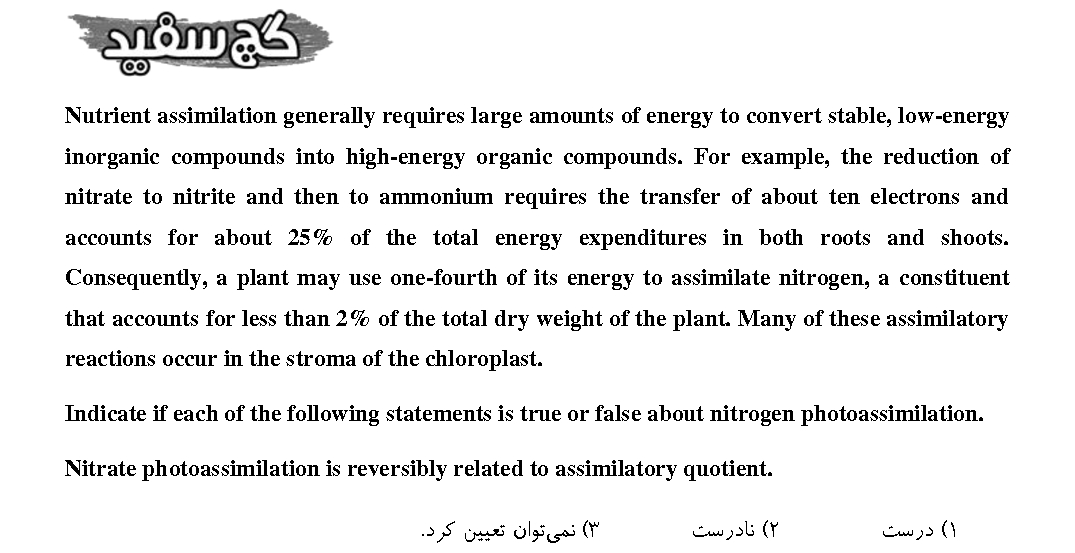 گچ سفید
Nutrient assimilation generally requires large amounts of energy to convert stable, low-energy
inorganic compounds into high-energy organic compounds. For example, the reduction of
nitrate to nitrite and then to ammonium requires the transfer of about ten electrons and
accounts for about 25% of the total energy expenditures in both roots and shoots.
Consequently, a plant may use one-fourth of its energy to assimilate nitrogen, a constituent
that accounts for less than 2% of the total dry weight of the plant. Many of these assimilatory
reactions occur in the stroma of the chloroplast.
Indicate if each of the following statements is true or false about nitrogen photoassimilation.
Nitrate photoassimilation is reversibly related to assimilatory quotient.
۱) درست ۲) نادرست ۳) نمی‌توان تعیین کرد.